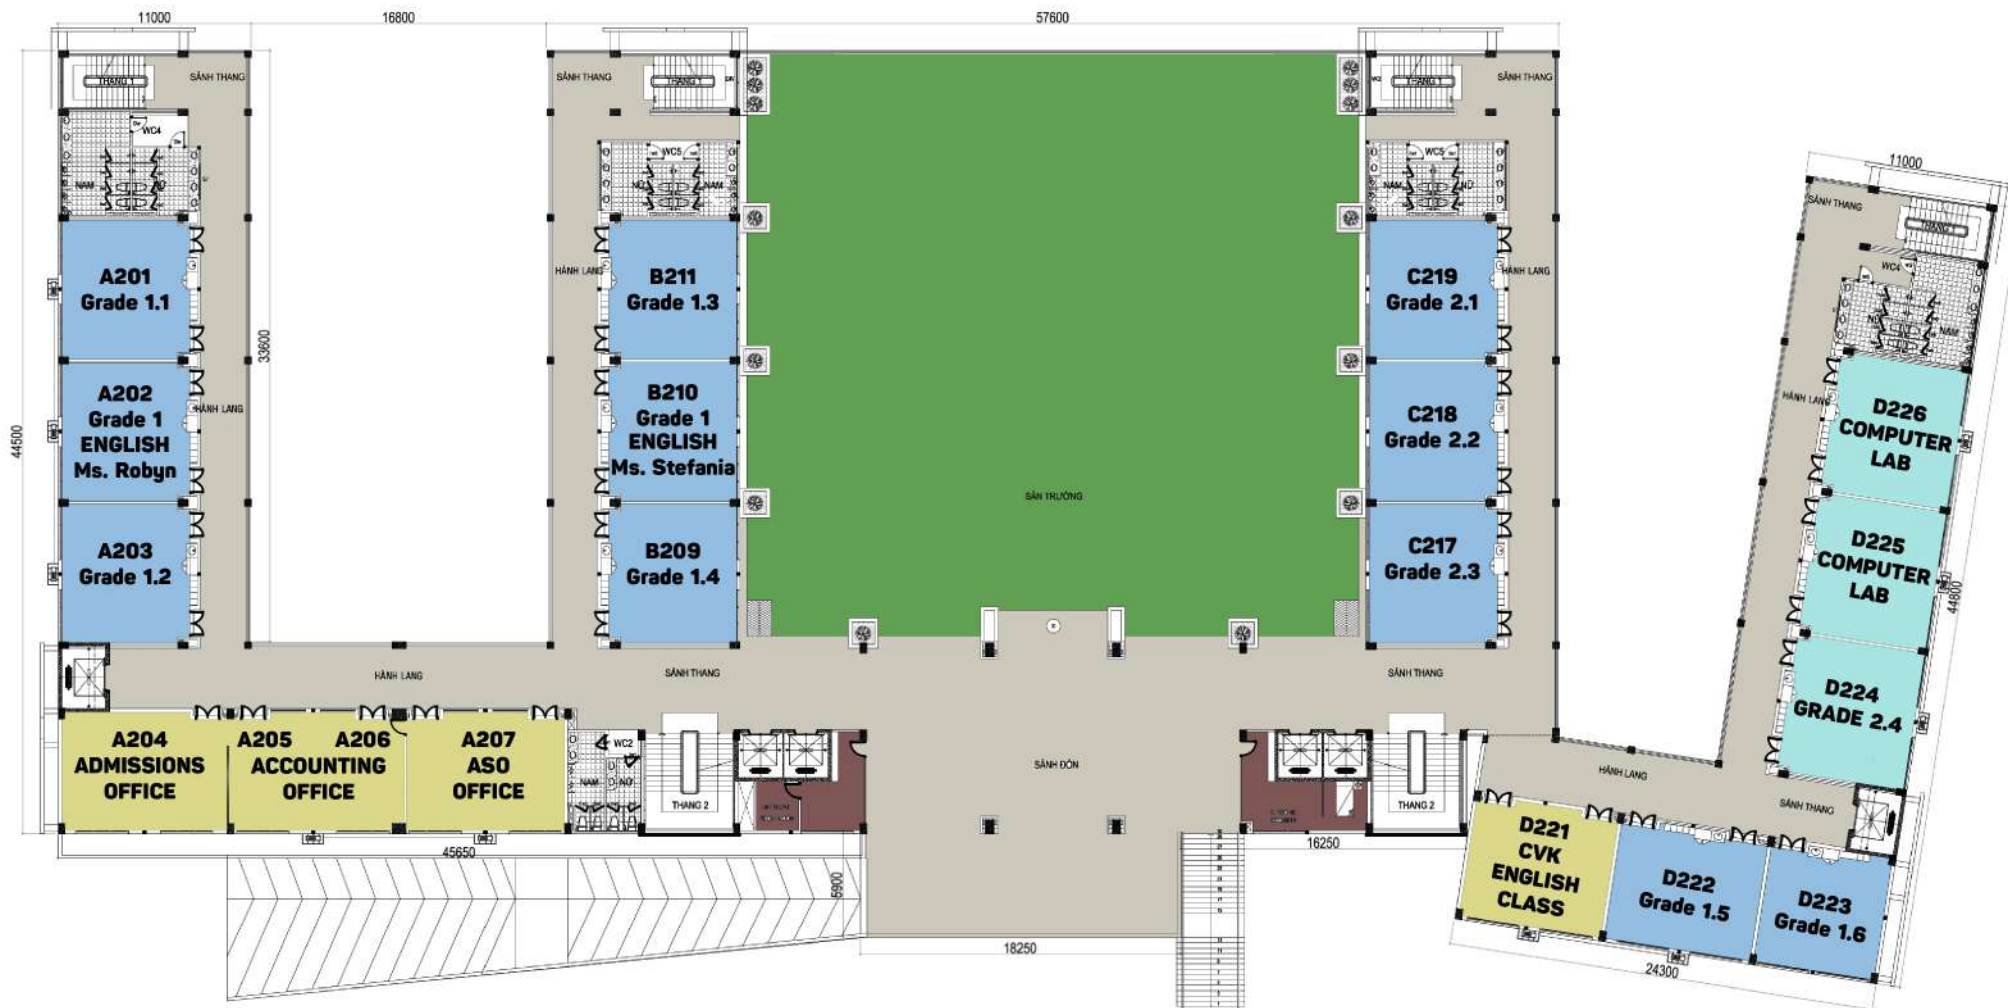 11000
16800
57600
THANG 1
SẢNH THANG
SẢNH THANG
THANG 1
THANG 1
SẢNH THANG
WC4
NAM
NỮ
WC5
NỮ
NAM
WC5
NAM
NỮ
11000
SẢNH THANG
THANG
WC4
NỮ
NAM
A201
Grade 1.1
HÀNH LANG
B211
Grade 1.3
C219
Grade 2.1
HÀNH LANG
33600
44500
A202
Grade 1
ENGLISH
Ms. Robyn
HÀNH LANG
B210
Grade 1
ENGLISH
Ms. Stefania
C218
Grade 2.2
HÀNH LANG
D226
COMPUTER
LAB
SÂN TRƯỜNG
A203
Grade 1.2
B209
Grade 1.4
C217
Grade 2.3
D225
COMPUTER
LAB
44800
HÀNH LANG
SẢNH THANG
SẢNH THANG
D224
GRADE 2.4
A204
ADMISSIONS
OFFICE
A205 A206
ACCOUNTING
OFFICE
A207
ASO
OFFICE
WC2
NAM
NỮ
THANG 2
SẢNH ĐÓN
THANG 2
HÀNH LANG
SẢNH THANG
45650
5900
18250
16250
D221
CVK
ENGLISH
CLASS
D222
Grade 1.5
D223
Grade 1.6
24300